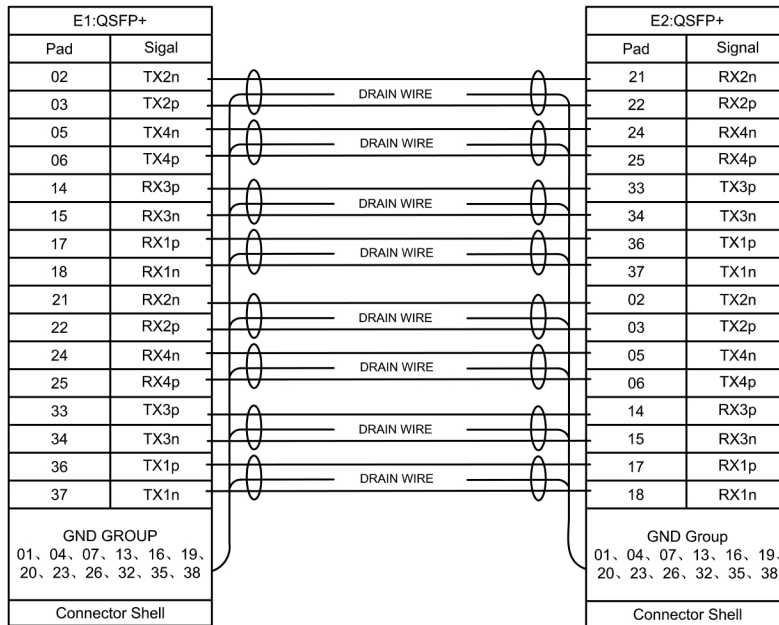 E1:QSFP+ E2:QSFP+
Pad Sigal Pad Signal
02 TX2n 21 RX2n
DRAIN WIRE
03 TX2p 22 RX2p
05 TX4n 24 RX4n
DRAIN WIRE
06 TX4p 25 RX4p
14 RX3p 33 TX3p
DRAIN WIRE
15 RX3n 34 TX3n
17 RX1p 36 TX1p
DRAIN WIRE
18 RX1n 37 TX1n
21 RX2n 02 TX2n
DRAIN WIRE
22 RX2p 03 TX2p
24 RX4n 05 TX4n
DRAIN WIRE
25 RX4p 06 TX4p
33 TX3p 14 RX3p
DRAIN WIRE
34 TX3n 15 RX3n
36 TX1p 17 RX1p
DRAIN WIRE
37 TX1n 18 RX1n
GND GROUP GND Group
01、04、07、13、16、19、 01、04、07、13、16、19、
20、23、26、32、35、38 20、23、26、32、35、38
Connector Shell Connector Shell